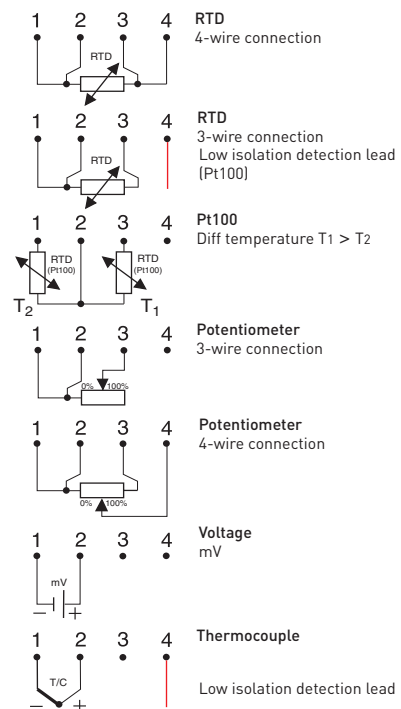 1 2 3 4 RTD
4-wire connection
RTD
1 2 3 4 RTD
3-wire connection
RTD
Low isolation detection lead
(Pt100)
1 2 3 4 Pt100
Diff temperature T1 > T2
RTD
(Pt100)
RTD
(Pt100)
T2 T1
1 2 3 4 Potentiometer
3-wire connection
0% 100%
1 2 3 4 Potentiometer
4-wire connection
0% 100%
1 2 3 4 Voltage
mV
mV
− +
1 2 3 4 Thermocouple
T/C
Low isolation detection lead
− +